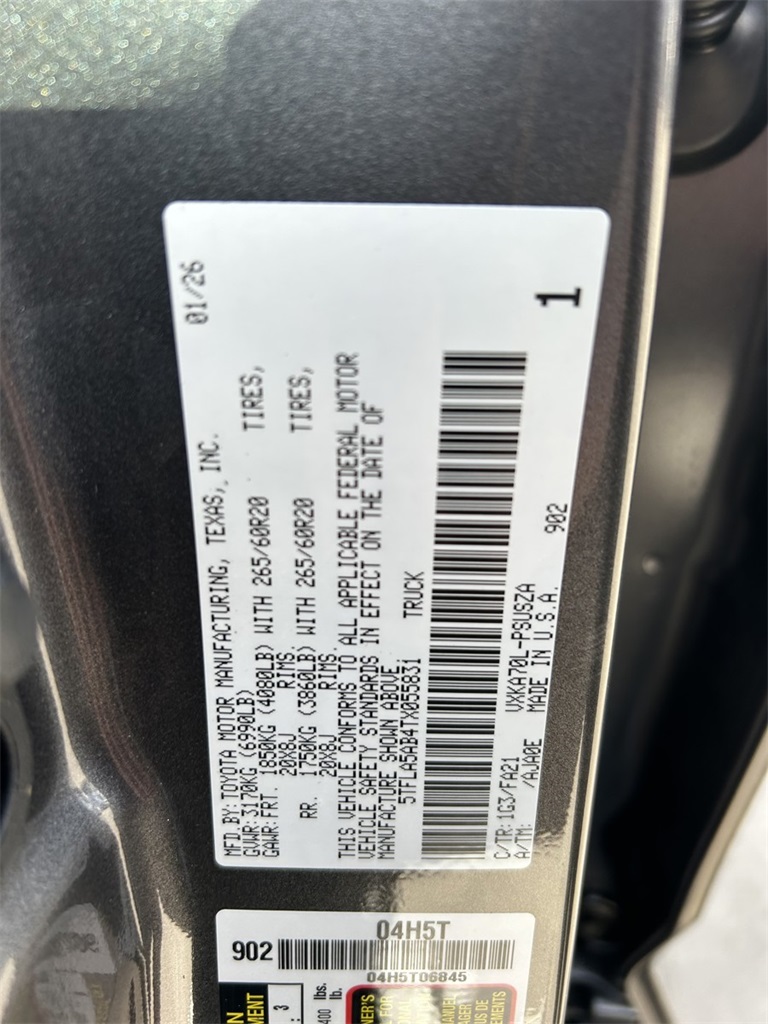 MFD. BY: TOYOTA MOTOR MANUFACTURING, TEXAS, INC. 01/26
GVWR: 3170KG (6990LB)
GAWR: FRT. 1850KG (4080LB) WITH 265/60R20 TIRES,
20X8J RIMS.
RR. 1750KG (3860LB) WITH 265/60R20 TIRES,
20X8J RIMS.
THIS VEHICLE CONFORMS TO ALL APPLICABLE FEDERAL MOTOR
VEHICLE SAFETY STANDARDS IN EFFECT ON THE DATE OF
MANUFACTURE SHOWN ABOVE.
5TFLA5AB4TX055831 TRUCK
1
C/TR: 1G3/FA21 VXKA70L-PSUSZA 902
A/TM: /AJA0E MADE IN U.S.A.
04H5T
902
04H5T06845